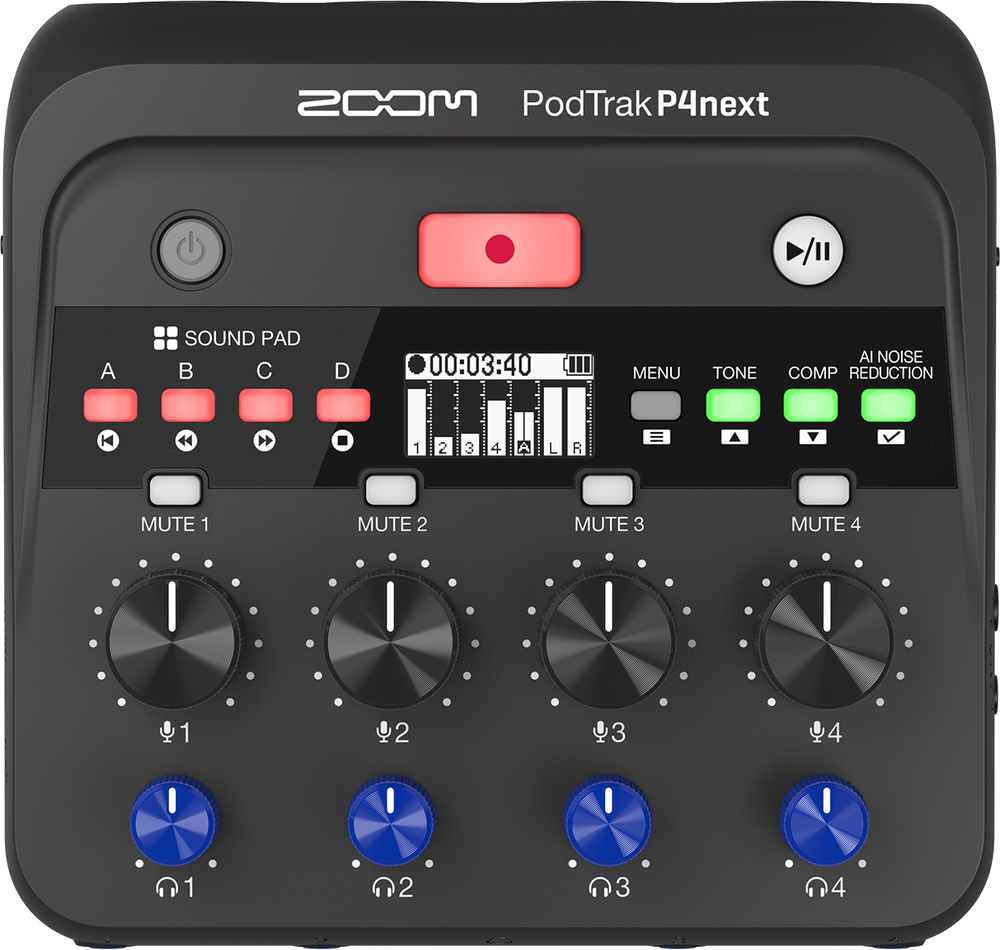 ZOOM PodTrak P4next
SOUND PAD
A B C D
00:03:40
1 2 3 4 A L R
MENU TONE COMP AI NOISE
REDUCTION
MUTE 1 MUTE 2 MUTE 3 MUTE 4
1 2 3 4
1 2 3 4